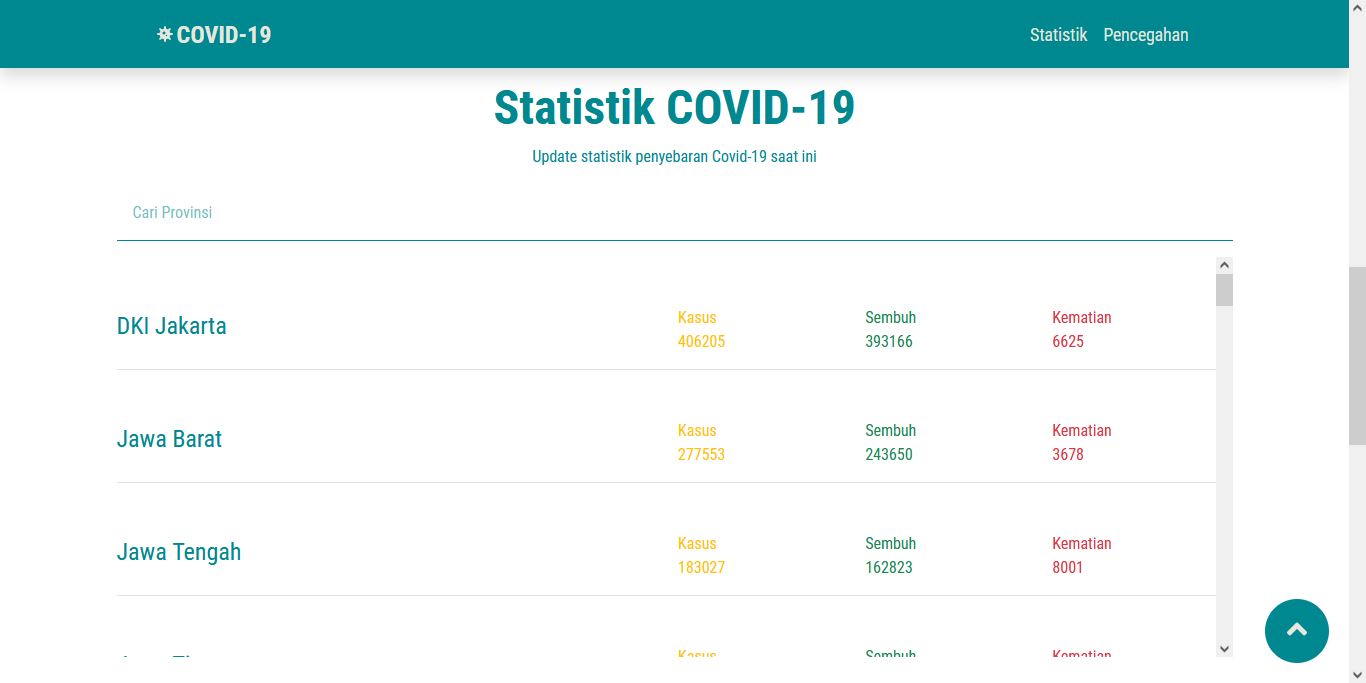 COVID-19
Statistik Pencegahan
Statistik COVID-19
Update statistik penyebaran Covid-19 saat ini
Cari Provinsi
DKI Jakarta
Kasus Sembuh Kematian
406205 393166 6625
Jawa Barat
Kasus Sembuh Kematian
277553 243650 3678
Jawa Tengah
Kasus Sembuh Kematian
183027 162823 8001
Kasus Sembuh Kematian